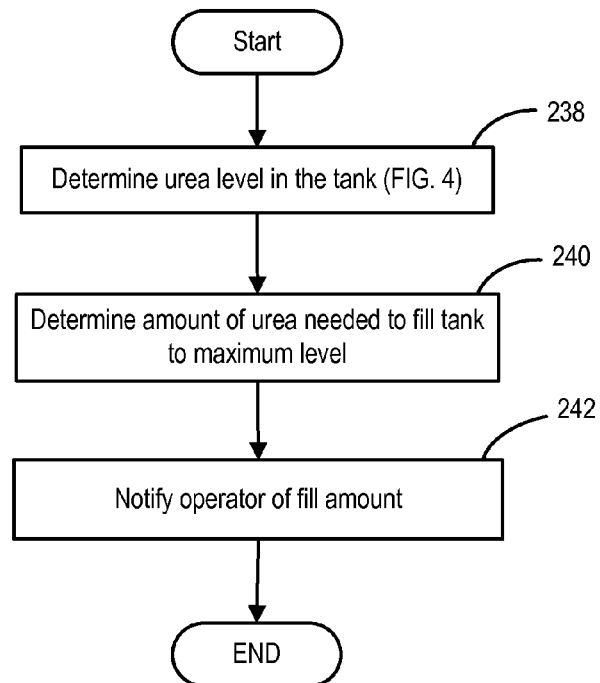 Start
238
Determine urea level in the tank (FIG. 4)
240
Determine amount of urea needed to fill tank
to maximum level
242
Notify operator of fill amount
END